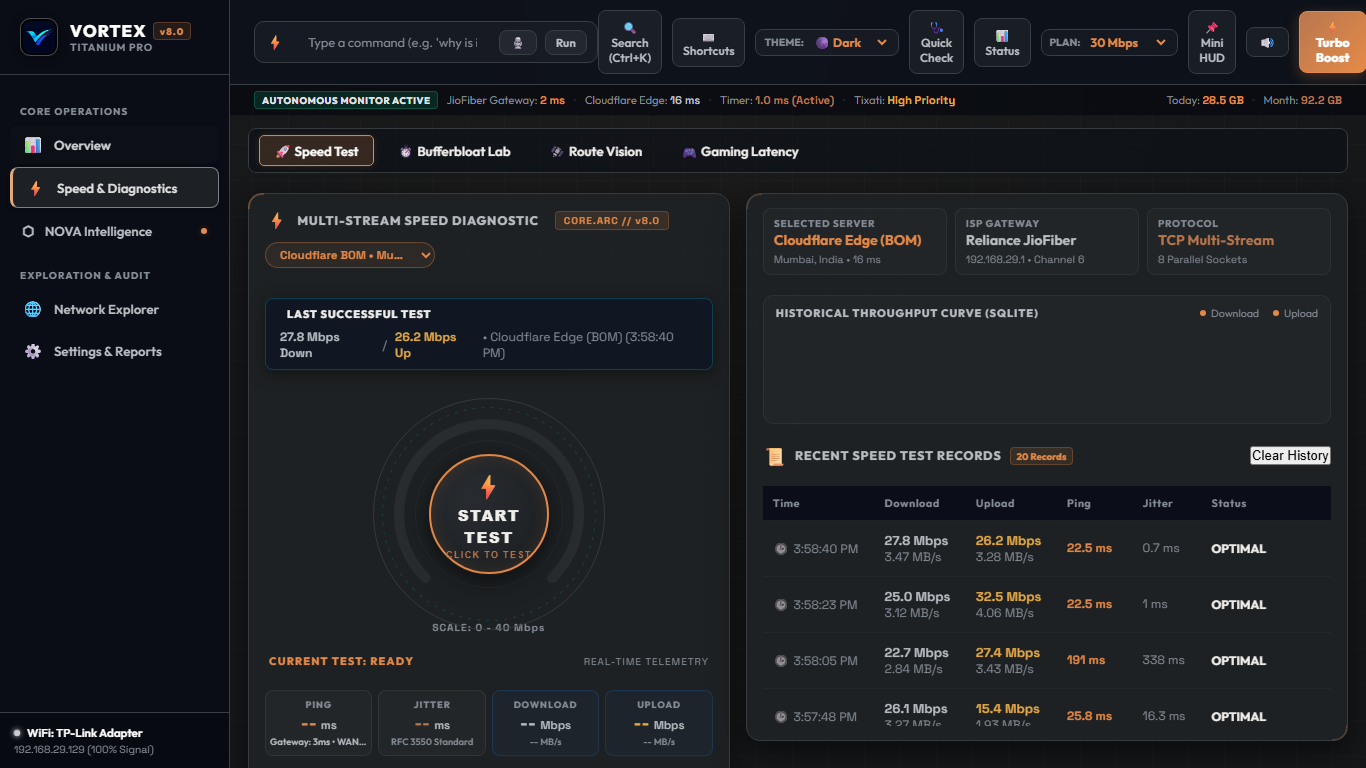 VORTEX v8.0
TITANIUM PRO
CORE OPERATIONS
Overview
Speed & Diagnostics
NOVA Intelligence
EXPLORATION & AUDIT
Network Explorer
Settings & Reports
WiFi: TP-Link Adapter
192.168.29.129 (100% Signal)
Type a command (e.g. 'why is i
Run
Search
(Ctrl+K)
Shortcuts
THEME: Dark
Quick
Check
Status
PLAN: 30 Mbps
Mini
HUD
Turbo
Boost
AUTONOMOUS MONITOR ACTIVE JioFiber Gateway: 2 ms · Cloudflare Edge: 16 ms · Timer: 1.0 ms (Active) · Tixati: High Priority
Today: 28.5 GB · Month: 92.2 GB
Speed Test
Bufferbloat Lab
Route Vision
Gaming Latency
MULTI-STREAM SPEED DIAGNOSTIC CORE.ARC // v8.0
Cloudflare BOM • Mu...
LAST SUCCESSFUL TEST
27.8 Mbps Down / 26.2 Mbps Up • Cloudflare Edge (BOM) (3:58:40 PM)
START
TEST
CLICK TO TEST
SCALE: 0 - 40 Mbps
CURRENT TEST: READY
REAL-TIME TELEMETRY
PING
-- ms
Gateway: 3ms • WAN...
JITTER
-- ms
RFC 3550 Standard
DOWNLOAD
-- Mbps
-- MB/s
UPLOAD
-- Mbps
-- MB/s
SELECTED SERVER
Cloudflare Edge (BOM)
Mumbai, India • 16 ms
ISP GATEWAY
Reliance JioFiber
192.168.29.1 • Channel 6
PROTOCOL
TCP Multi-Stream
8 Parallel Sockets
HISTORICAL THROUGHPUT CURVE (SQLITE)
Download
Upload
RECENT SPEED TEST RECORDS 20 Records
Clear History
Time Download Upload Ping Jitter Status
3:58:40 PM 27.8 Mbps 26.2 Mbps 22.5 ms 0.7 ms OPTIMAL
3.47 MB/s 3.28 MB/s
3:58:23 PM 25.0 Mbps 32.5 Mbps 22.5 ms 1 ms OPTIMAL
3.12 MB/s 4.06 MB/s
3:58:05 PM 22.7 Mbps 27.4 Mbps 191 ms 338 ms OPTIMAL
2.84 MB/s 3.43 MB/s
3:57:48 PM 26.1 Mbps 15.4 Mbps 25.8 ms 16.3 ms OPTIMAL
3.27 MB/s 1.93 MB/s